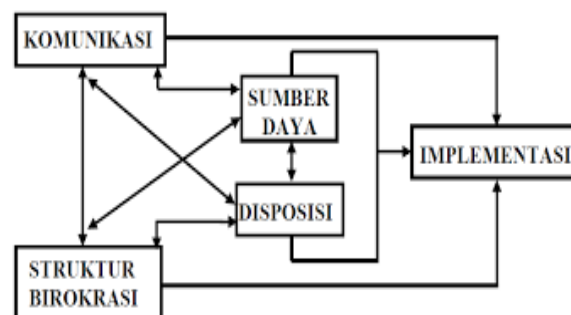 KOMUNIKASI
SUMBER
DAYA
IMPLEMENTASI
DISPOSISI
STRUKTUR
BIROKRASI